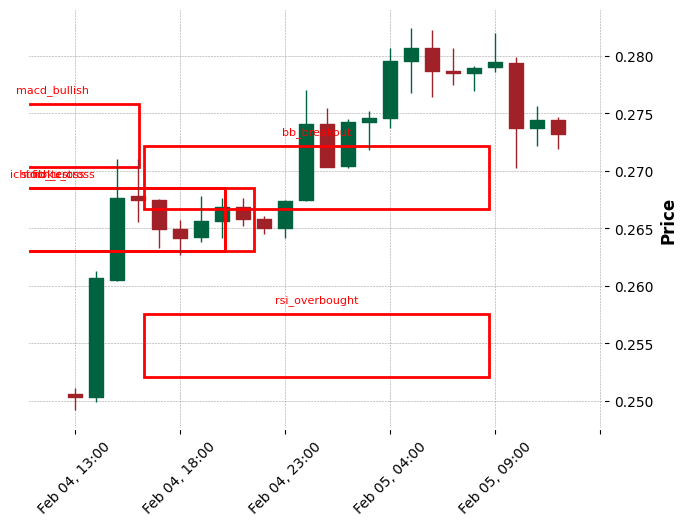 macd_bullish
bb_breakout
rsi_overbought
0.280
0.275
0.270
0.265
0.260
0.255
0.250
Price
Feb 04, 13:00
Feb 04, 18:00
Feb 04, 23:00
Feb 05, 04:00
Feb 05, 09:00